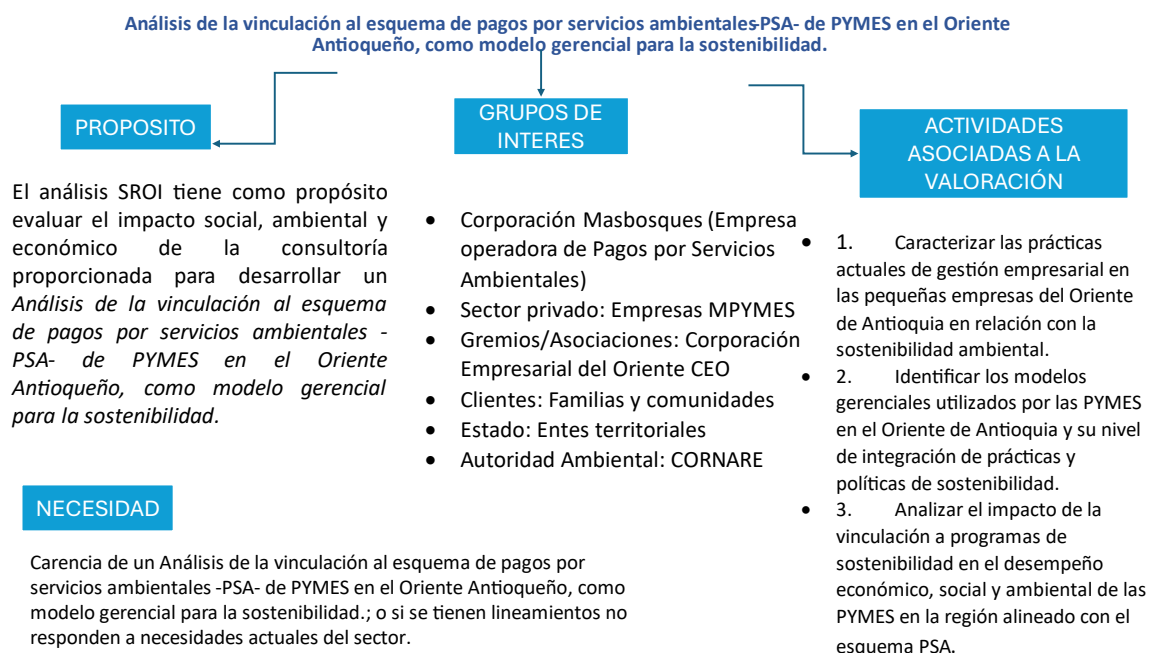 Análisis de la vinculación al esquema de pagos por servicios ambientales-PSA- de PYMES en el Oriente
Antioqueño, como modelo gerencial para la sostenibilidad.
PROPOSITO
El análisis SROI tiene como propósito
evaluar el impacto social, ambiental y
económico de la consultoría
proporcionada para desarrollar un
Análisis de la vinculación al esquema
de pagos por servicios ambientales -
PSA- de PYMES en el Oriente
Antioqueño, como modelo gerencial
para la sostenibilidad.
NECESIDAD
Carencia de un Análisis de la vinculación al esquema de pagos por
servicios ambientales -PSA- de PYMES en el Oriente Antioqueño, como
modelo gerencial para la sostenibilidad.; o si se tienen lineamientos no
responden a necesidades actuales del sector.
GRUPOS DE
INTERES
• Corporación Masbosques (Empresa
operadora de Pagos por Servicios
Ambientales)
• Sector privado: Empresas MPYMES
• Gremios/Asociaciones: Corporación
Empresarial del Oriente CEO
• Clientes: Familias y comunidades
• Estado: Entes territoriales
• Autoridad Ambiental: CORNARE
ACTIVIDADES
ASOCIADAS A LA
VALORACIÓN
• 1. Caracterizar las prácticas
actuales de gestión empresarial en
las pequeñas empresas del Oriente
de Antioquia en relación con la
sostenibilidad ambiental.
• 2. Identificar los modelos
gerenciales utilizados por las PYMES
en el Oriente de Antioquia y su nivel
de integración de prácticas y
políticas de sostenibilidad.
• 3. Analizar el impacto de la
vinculación a programas de
sostenibilidad en el desempeño
económico, social y ambiental de las
PYMES en la región alineado con el
esquema PSA.